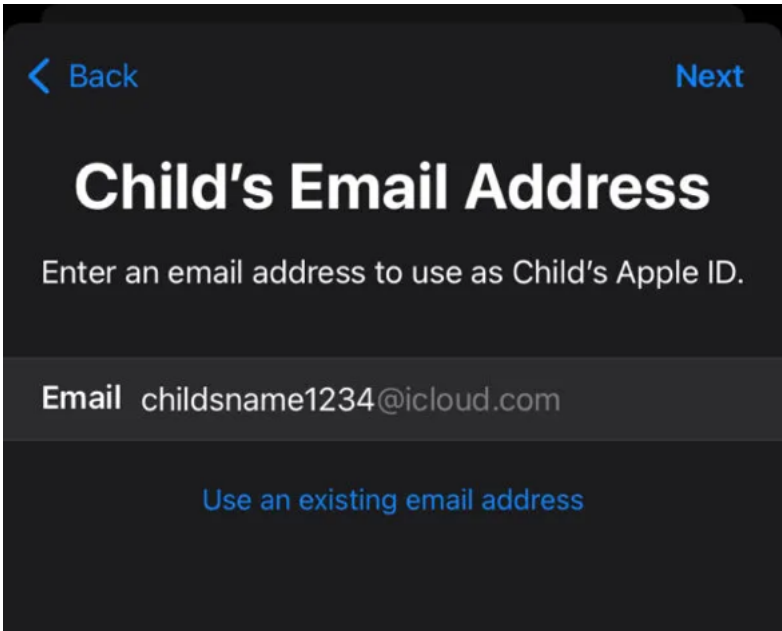 Back
Next
Child's Email Address
Enter an email address to use as Child's Apple ID.
Email childsname1234@icloud.com
Use an existing email address